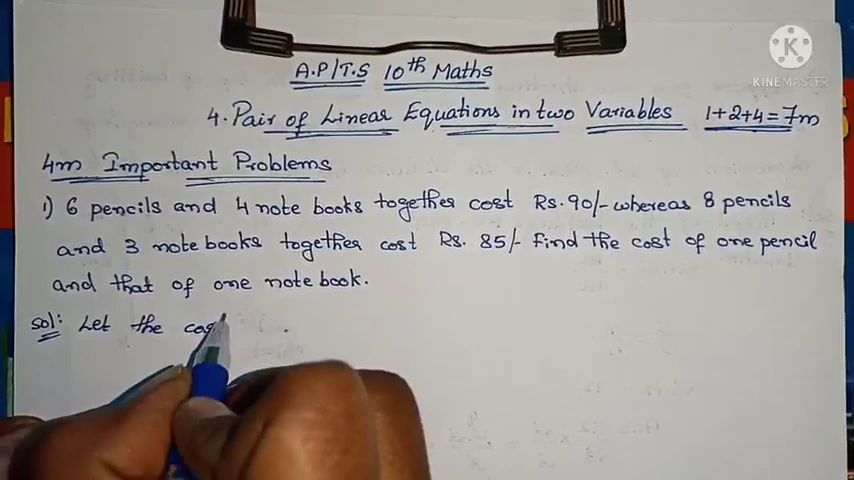 A.P/T.S 10th Maths
K
KINEMASTER
4. Pair of Linear Equations in two Variables 1+2+4=7m
4m Important Problems
1) 6 pencils and 4 note books together cost Rs.90/- whereas 8 pencils
and 3 note books together cost Rs. 85/- Find the cost of one pencil
and that of one note book.
Sol: Let the cos